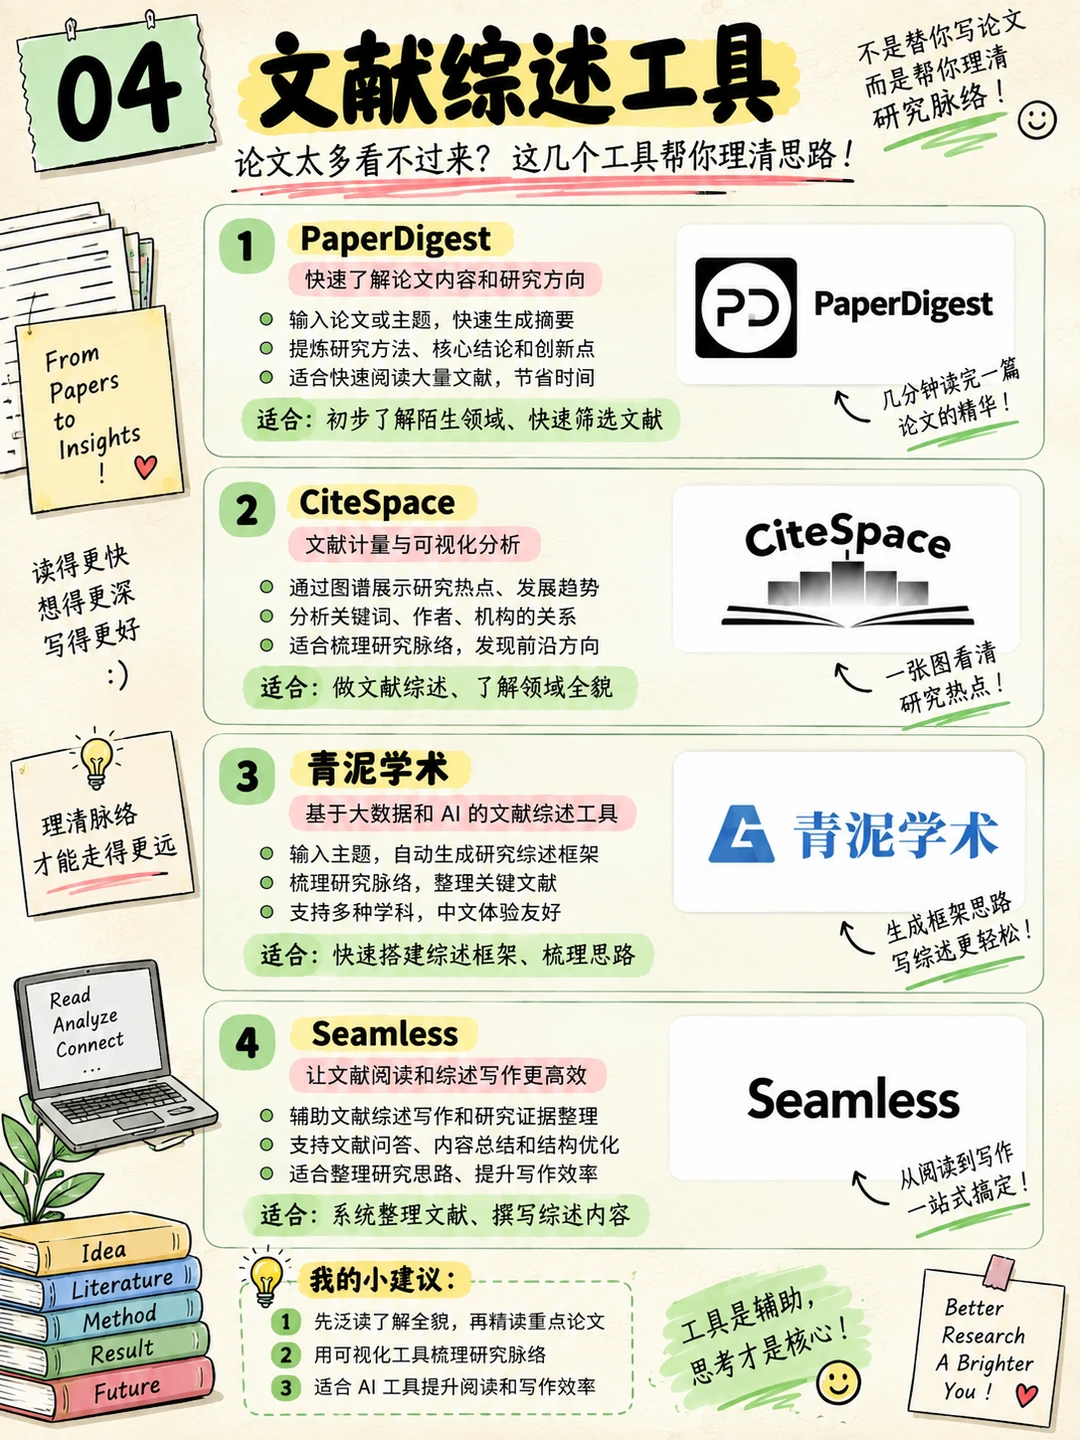 04
文献综述工具
论文太多看不过来？这几个工具帮你理清思路！
不是替你写论文
而是帮你理清
研究脉络！
From
Papers
to
Insights
!
读得更快
想得更深
写得更好
:)
理清脉络
才能走得更远
Read
Analyze
Connect
...
Idea
Literature
Method
Result
Future
1
PaperDigest
快速了解论文内容和研究方向
输入论文或主题，快速生成摘要
提炼研究方法、核心结论和创新点
适合快速阅读大量文献，节省时间
适合：初步了解陌生领域、快速筛选文献
PD PaperDigest
几分钟读完一篇
论文的精华！
2
CiteSpace
文献计量与可视化分析
通过图谱展示研究热点、发展趋势
分析关键词、作者、机构的关系
适合梳理研究脉络，发现前沿方向
适合：做文献综述、了解领域全貌
CiteSpace
一张图看清
研究热点！
3
青泥学术
基于大数据和 AI 的文献综述工具
输入主题，自动生成研究综述框架
梳理研究脉络，整理关键文献
支持多种学科，中文体验友好
适合：快速搭建综述框架、梳理思路
青泥学术
生成框架思路
写综述更轻松！
4
Seamless
让文献阅读和综述写作更高效
辅助文献综述写作和研究证据整理
支持文献问答、内容总结和结构优化
适合整理研究思路、提升写作效率
适合：系统整理文献、撰写综述内容
Seamless
从阅读到写作
一站式搞定！
我的小建议：
1 先泛读了解全貌，再精读重点论文
2 用可视化工具梳理研究脉络
3 适合 AI 工具提升阅读和写作效率
工具是辅助，
思考才是核心！
Better
Research
A Brighter
You !